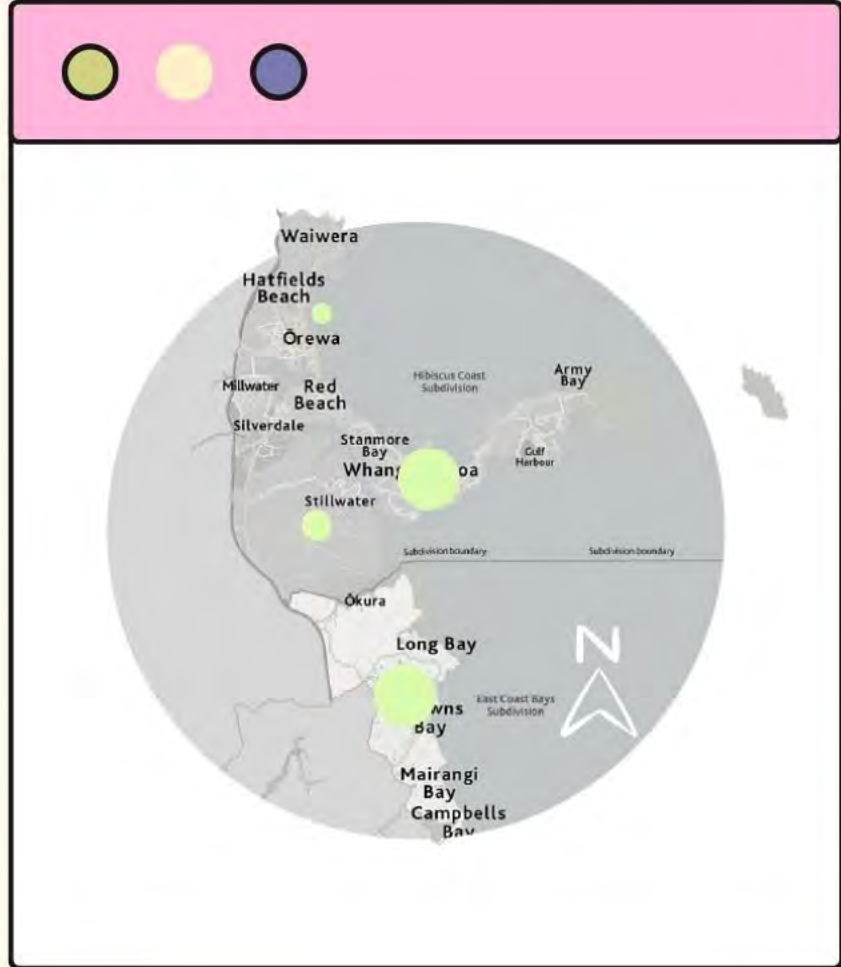 Waiwera
Hatfields
Beach
Ōrewa
Army
Bay
Hibiscus Coast
Subdivision
Millwater
Red
Beach
Silverdale
Stanmore
Bay
Gulf
Harbour
Stillwater
Subdivision boundary
Subdivision boundary
Ōkura
Long Bay
N
East Coast Bays
Subdivision
Bay
Mairangi
Bay
Campbells
Bay